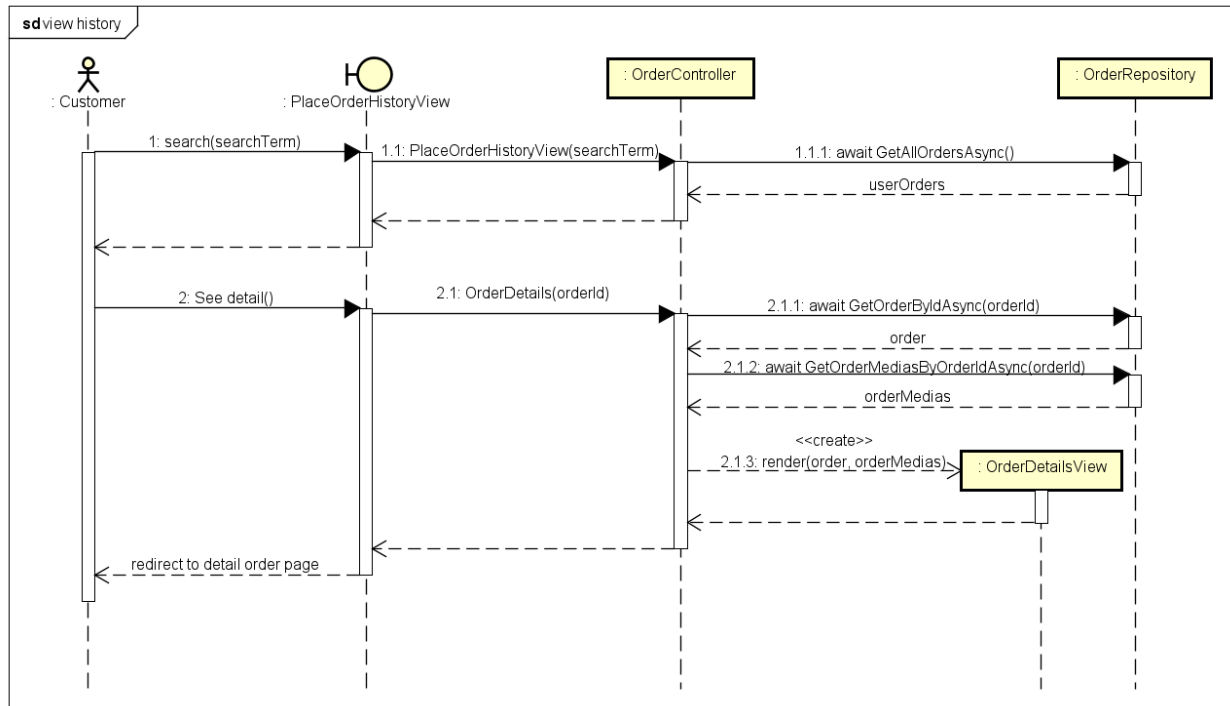 sd view history
: Customer
: PlaceOrderHistoryView
: OrderController
: OrderRepository
1: search(searchTerm)
1.1: PlaceOrderHistoryView(searchTerm)
1.1.1: await GetAllOrdersAsync()
userOrders
2: See detail()
2.1: OrderDetails(orderId)
2.1.1: await GetOrderByIdAsync(orderId)
order
2.1.2: await GetOrderMediasByOrderIdAsync(orderId)
orderMedias
<<create>>
2.1.3: render(order, orderMedias)
: OrderDetailsView
redirect to detail order page